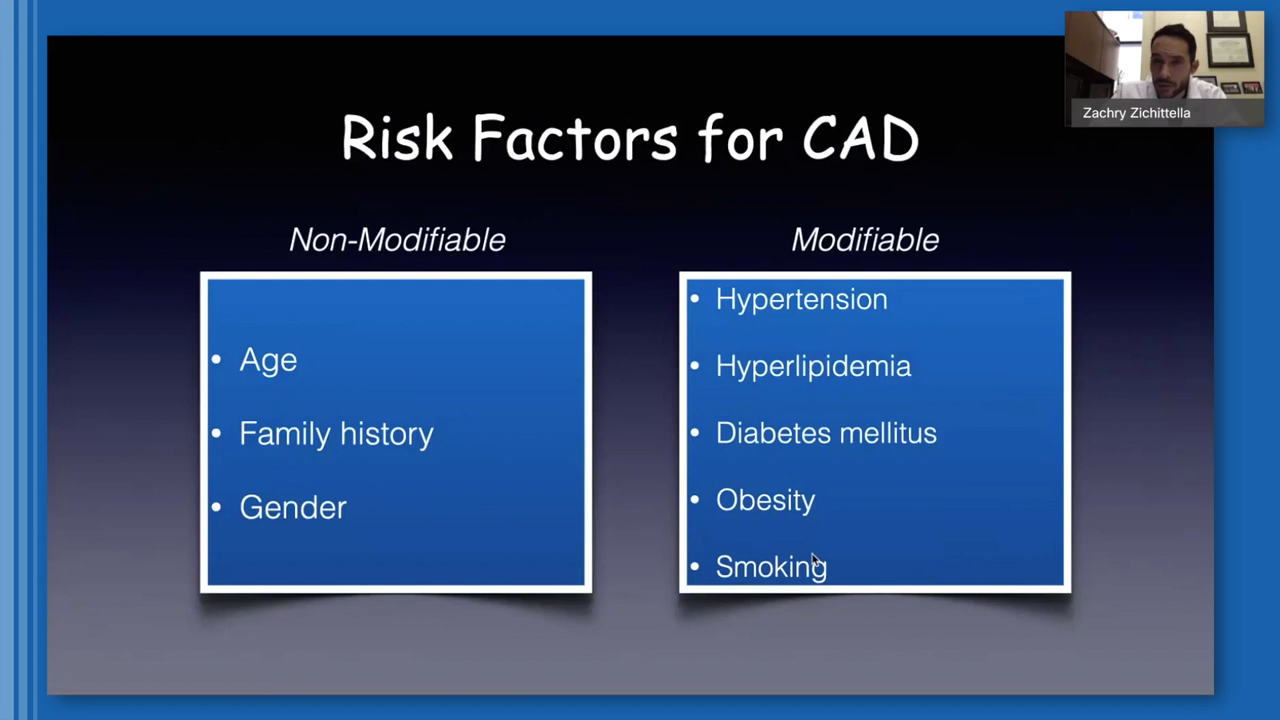 Zachry Zichittella
Risk Factors for CAD
Non-Modifiable
• Age
• Family history
• Gender
Modifiable
• Hypertension
• Hyperlipidemia
• Diabetes mellitus
• Obesity
• Smoking